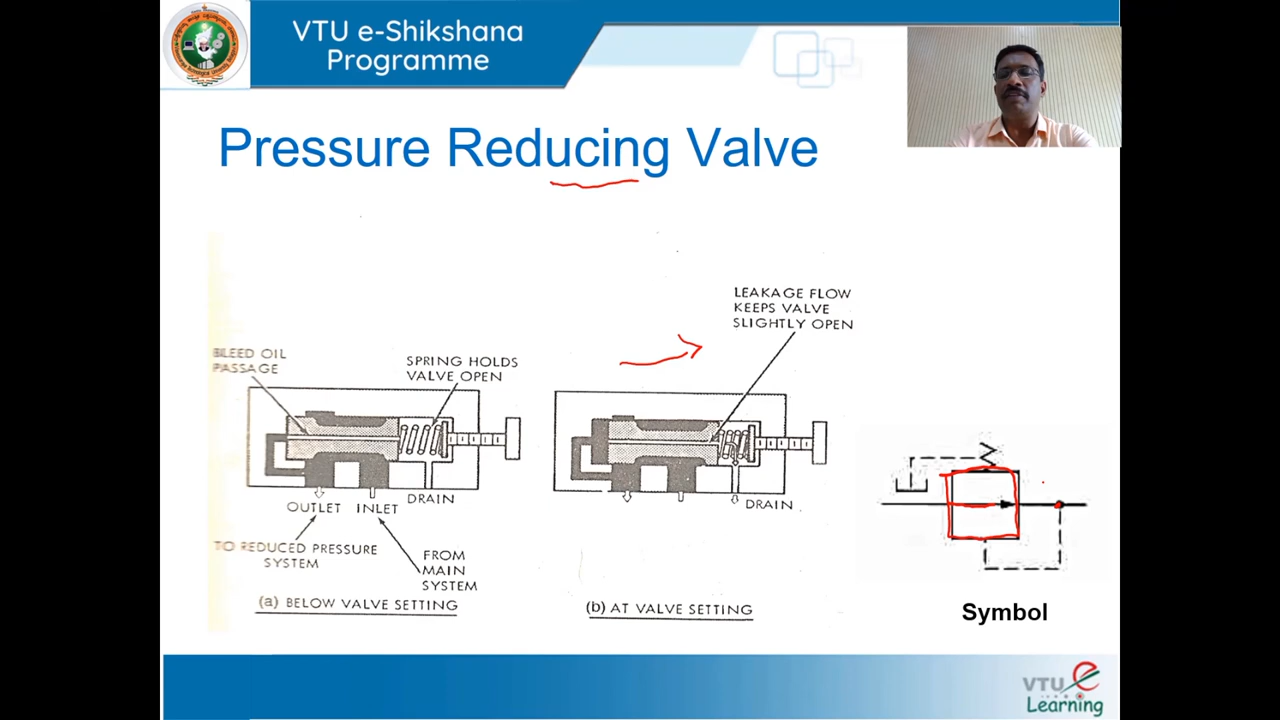 VTU e-Shikshana
Programme
Pressure Reducing Valve
LEAKAGE FLOW
KEEPS VALVE
SLIGHTLY OPEN
BLEED OIL
PASSAGE
SPRING HOLDS
VALVE OPEN
OUTLET
INLET
DRAIN
DRAIN
TO REDUCED PRESSURE
SYSTEM
FROM
MAIN
SYSTEM
(a) BELOW VALVE SETTING
(b) AT VALVE SETTING
Symbol
VTU e
Learning